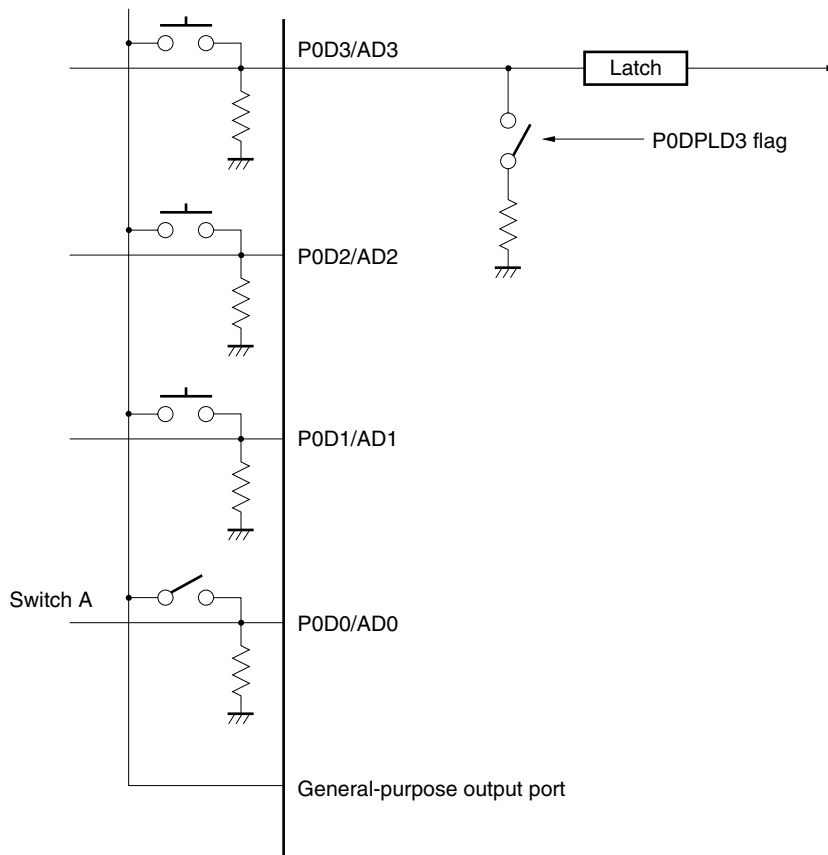 P0D3/AD3
Latch
P0DPLD3 flag
P0D2/AD2
P0D1/AD1
Switch A
P0D0/AD0
General-purpose output port